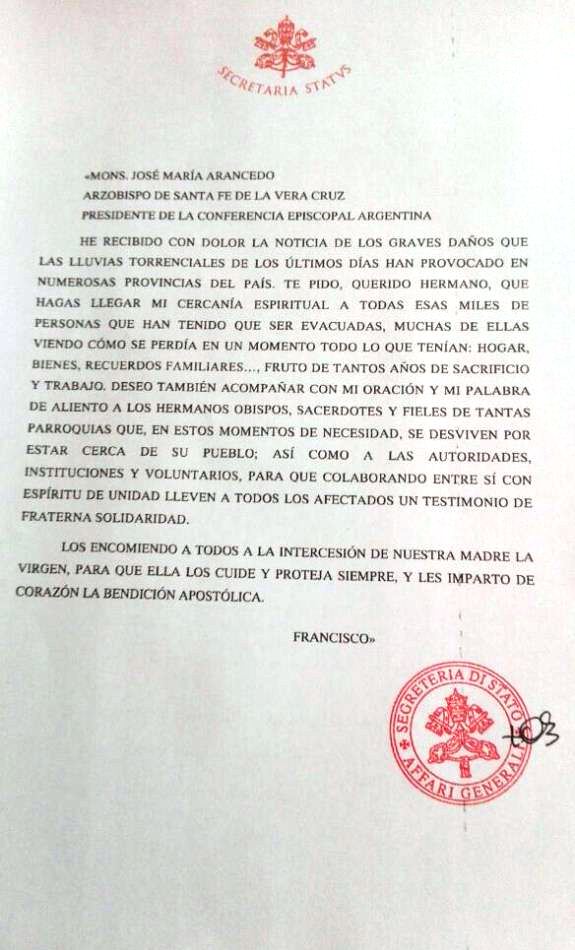 SECRETARIA STATVS
«MONS. JOSÉ MARÍA ARANCEDO
ARZOBISPO DE SANTA FE DE LA VERA CRUZ
PRESIDENTE DE LA CONFERENCIA EPISCOPAL ARGENTINA
HE RECIBIDO CON DOLOR LA NOTICIA DE LOS GRAVES DAÑOS QUE
LAS LLUVIAS TORRENCIALES DE LOS ÚLTIMOS DÍAS HAN PROVOCADO EN
NUMEROSAS PROVINCIAS DEL PAÍS. TE PIDO, QUERIDO HERMANO, QUE
HAGAS LLEGAR MI CERCANÍA ESPIRITUAL A TODAS ESAS MILES DE
PERSONAS QUE HAN TENIDO QUE SER EVACUADAS, MUCHAS DE ELLAS
VIENDO CÓMO SE PERDÍA EN UN MOMENTO TODO LO QUE TENÍAN: HOGAR,
BIENES, RECUERDOS FAMILIARES..., FRUTO DE TANTOS AÑOS DE SACRIFICIO
Y TRABAJO. DESEO TAMBIÉN ACOMPAÑAR CON MI ORACIÓN Y MI PALABRA
DE ALIENTO A LOS HERMANOS OBISPOS, SACERDOTES Y FIELES DE TANTAS
PARROQUIAS QUE, EN ESTOS MOMENTOS DE NECESIDAD, SE DESVIVEN POR
ESTAR CERCA DE SU PUEBLO; ASÍ COMO A LAS AUTORIDADES,
INSTITUCIONES Y VOLUNTARIOS, PARA QUE COLABORANDO ENTRE SÍ CON
ESPÍRITU DE UNIDAD LLEVEN A TODOS LOS AFECTADOS UN TESTIMONIO DE
FRATERNA SOLIDARIDAD.
LOS ENCOMIENDO A TODOS A LA INTERCESIÓN DE NUESTRA MADRE LA
VIRGEN, PARA QUE ELLA LOS CUIDE Y PROTEJA SIEMPRE, Y LES IMPARTO DE
CORAZÓN LA BENDICIÓN APOSTÓLICA.
FRANCISCO»
SEGRETERIA DI STATO
AFFARI GENERALI